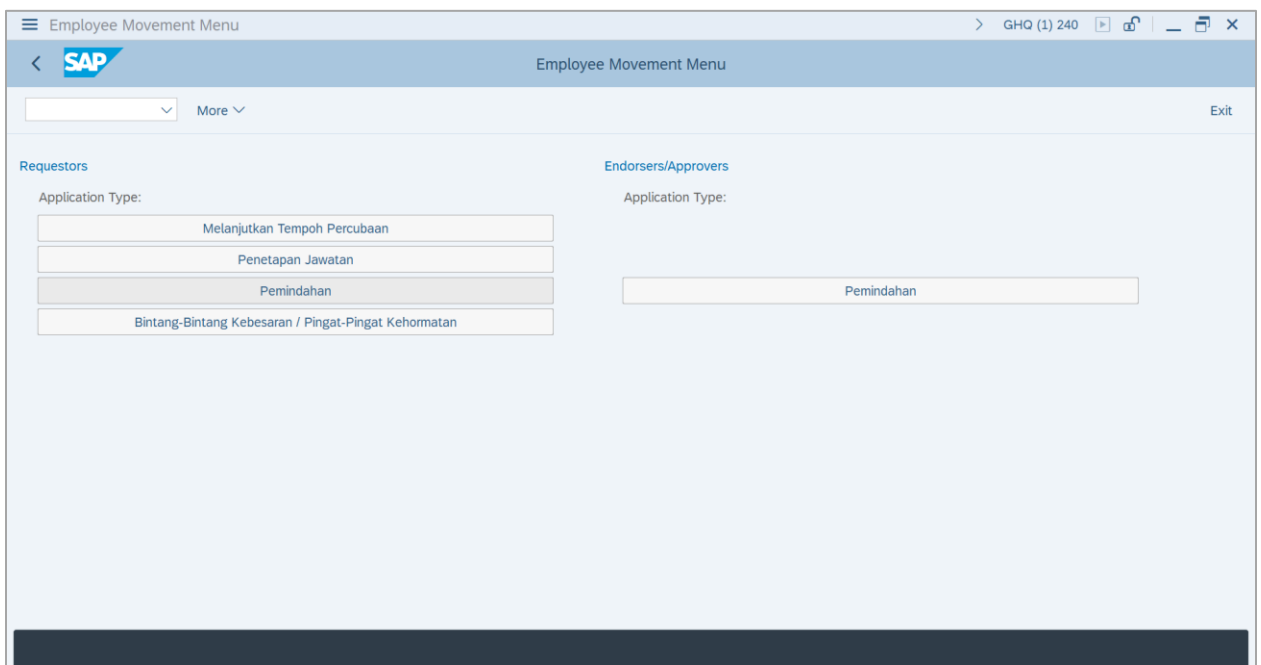 Employee Movement Menu
GHQ (1) 240
SAP
Employee Movement Menu
More
Exit
Requestors
Application Type:
Melanjutkan Tempoh Percubaan
Penetapan Jawatan
Pemindahan
Bintang-Bintang Kebesaran / Pingat-Pingat Kehormatan
Endorsers/Approvers
Application Type:
Pemindahan